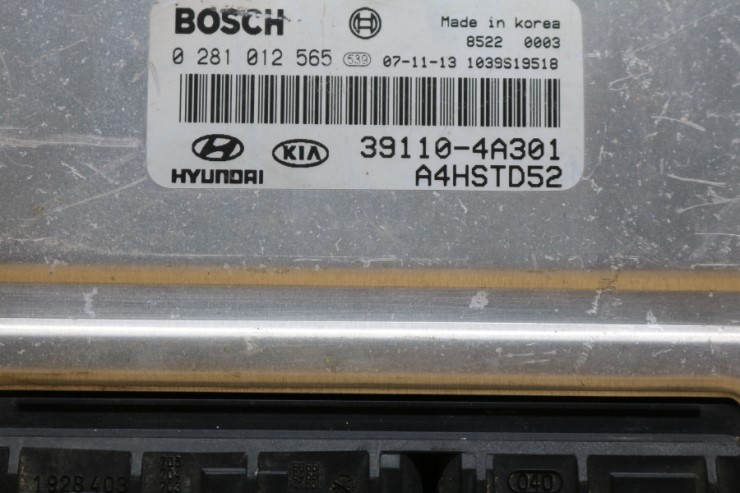 BOSCH
Made in korea
8522 0003
0 281 012 565 539 07-11-13 1039S19518
HYUNDAI KIA 39110-4A301
A4HSTD52
1928403 040